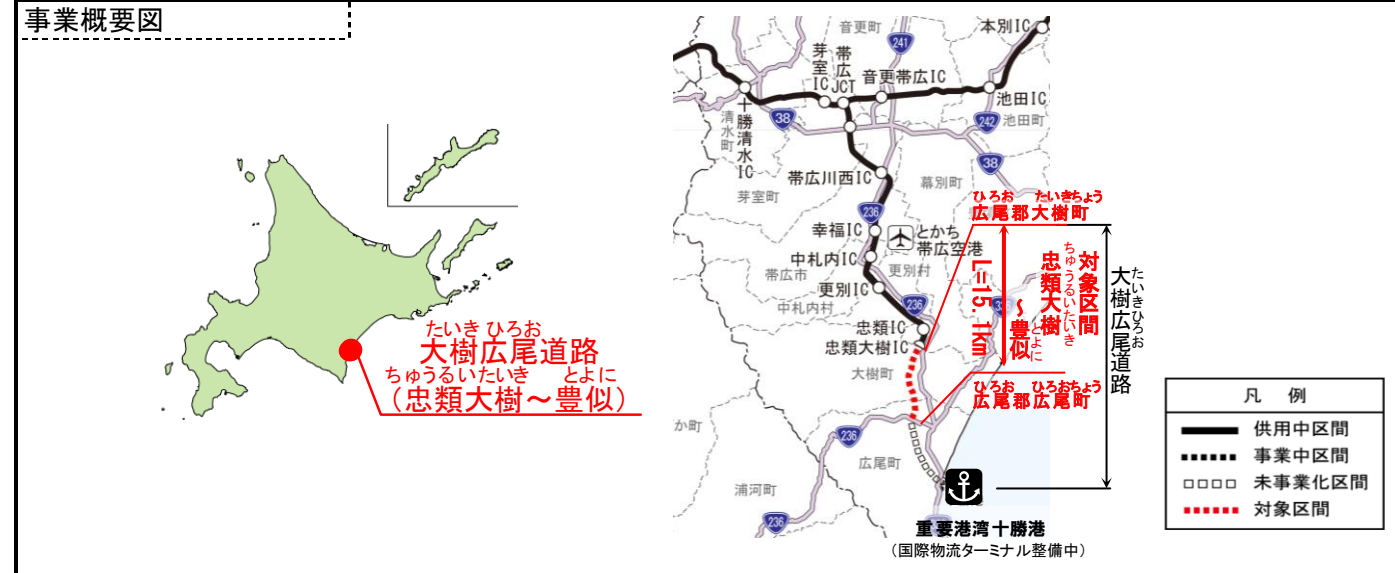 事業概要図
たいき ひろお
大樹広尾道路
ちゅうるいたいき とよに
(忠類大樹～豊似)
音更町
241
本別IC
芽室IC
帯広JCT
音更帯広IC
池田IC
池田町
242
38
十勝清水IC
清水町
38
帯広川西IC
幕別町
芽室町
236
幸福IC
とかち
帯広空港
中札内IC
帯広市
更別村
更別IC
中札内村
236
忠類IC
忠類大樹IC
大樹町
ひろお たいきちょう
広尾郡大樹町
対象区間
ちゅうるいたいき
忠類大樹
～豊似
とよに
L=15.1km
たいきひろお
大樹広尾道路
ひろお ひろおちょう
広尾郡広尾町
か町
236
広尾町
浦河町
236
重要港湾十勝港
(国際物流ターミナル整備中)
凡 例
供用中区間
事業中区間
未事業化区間
対象区間